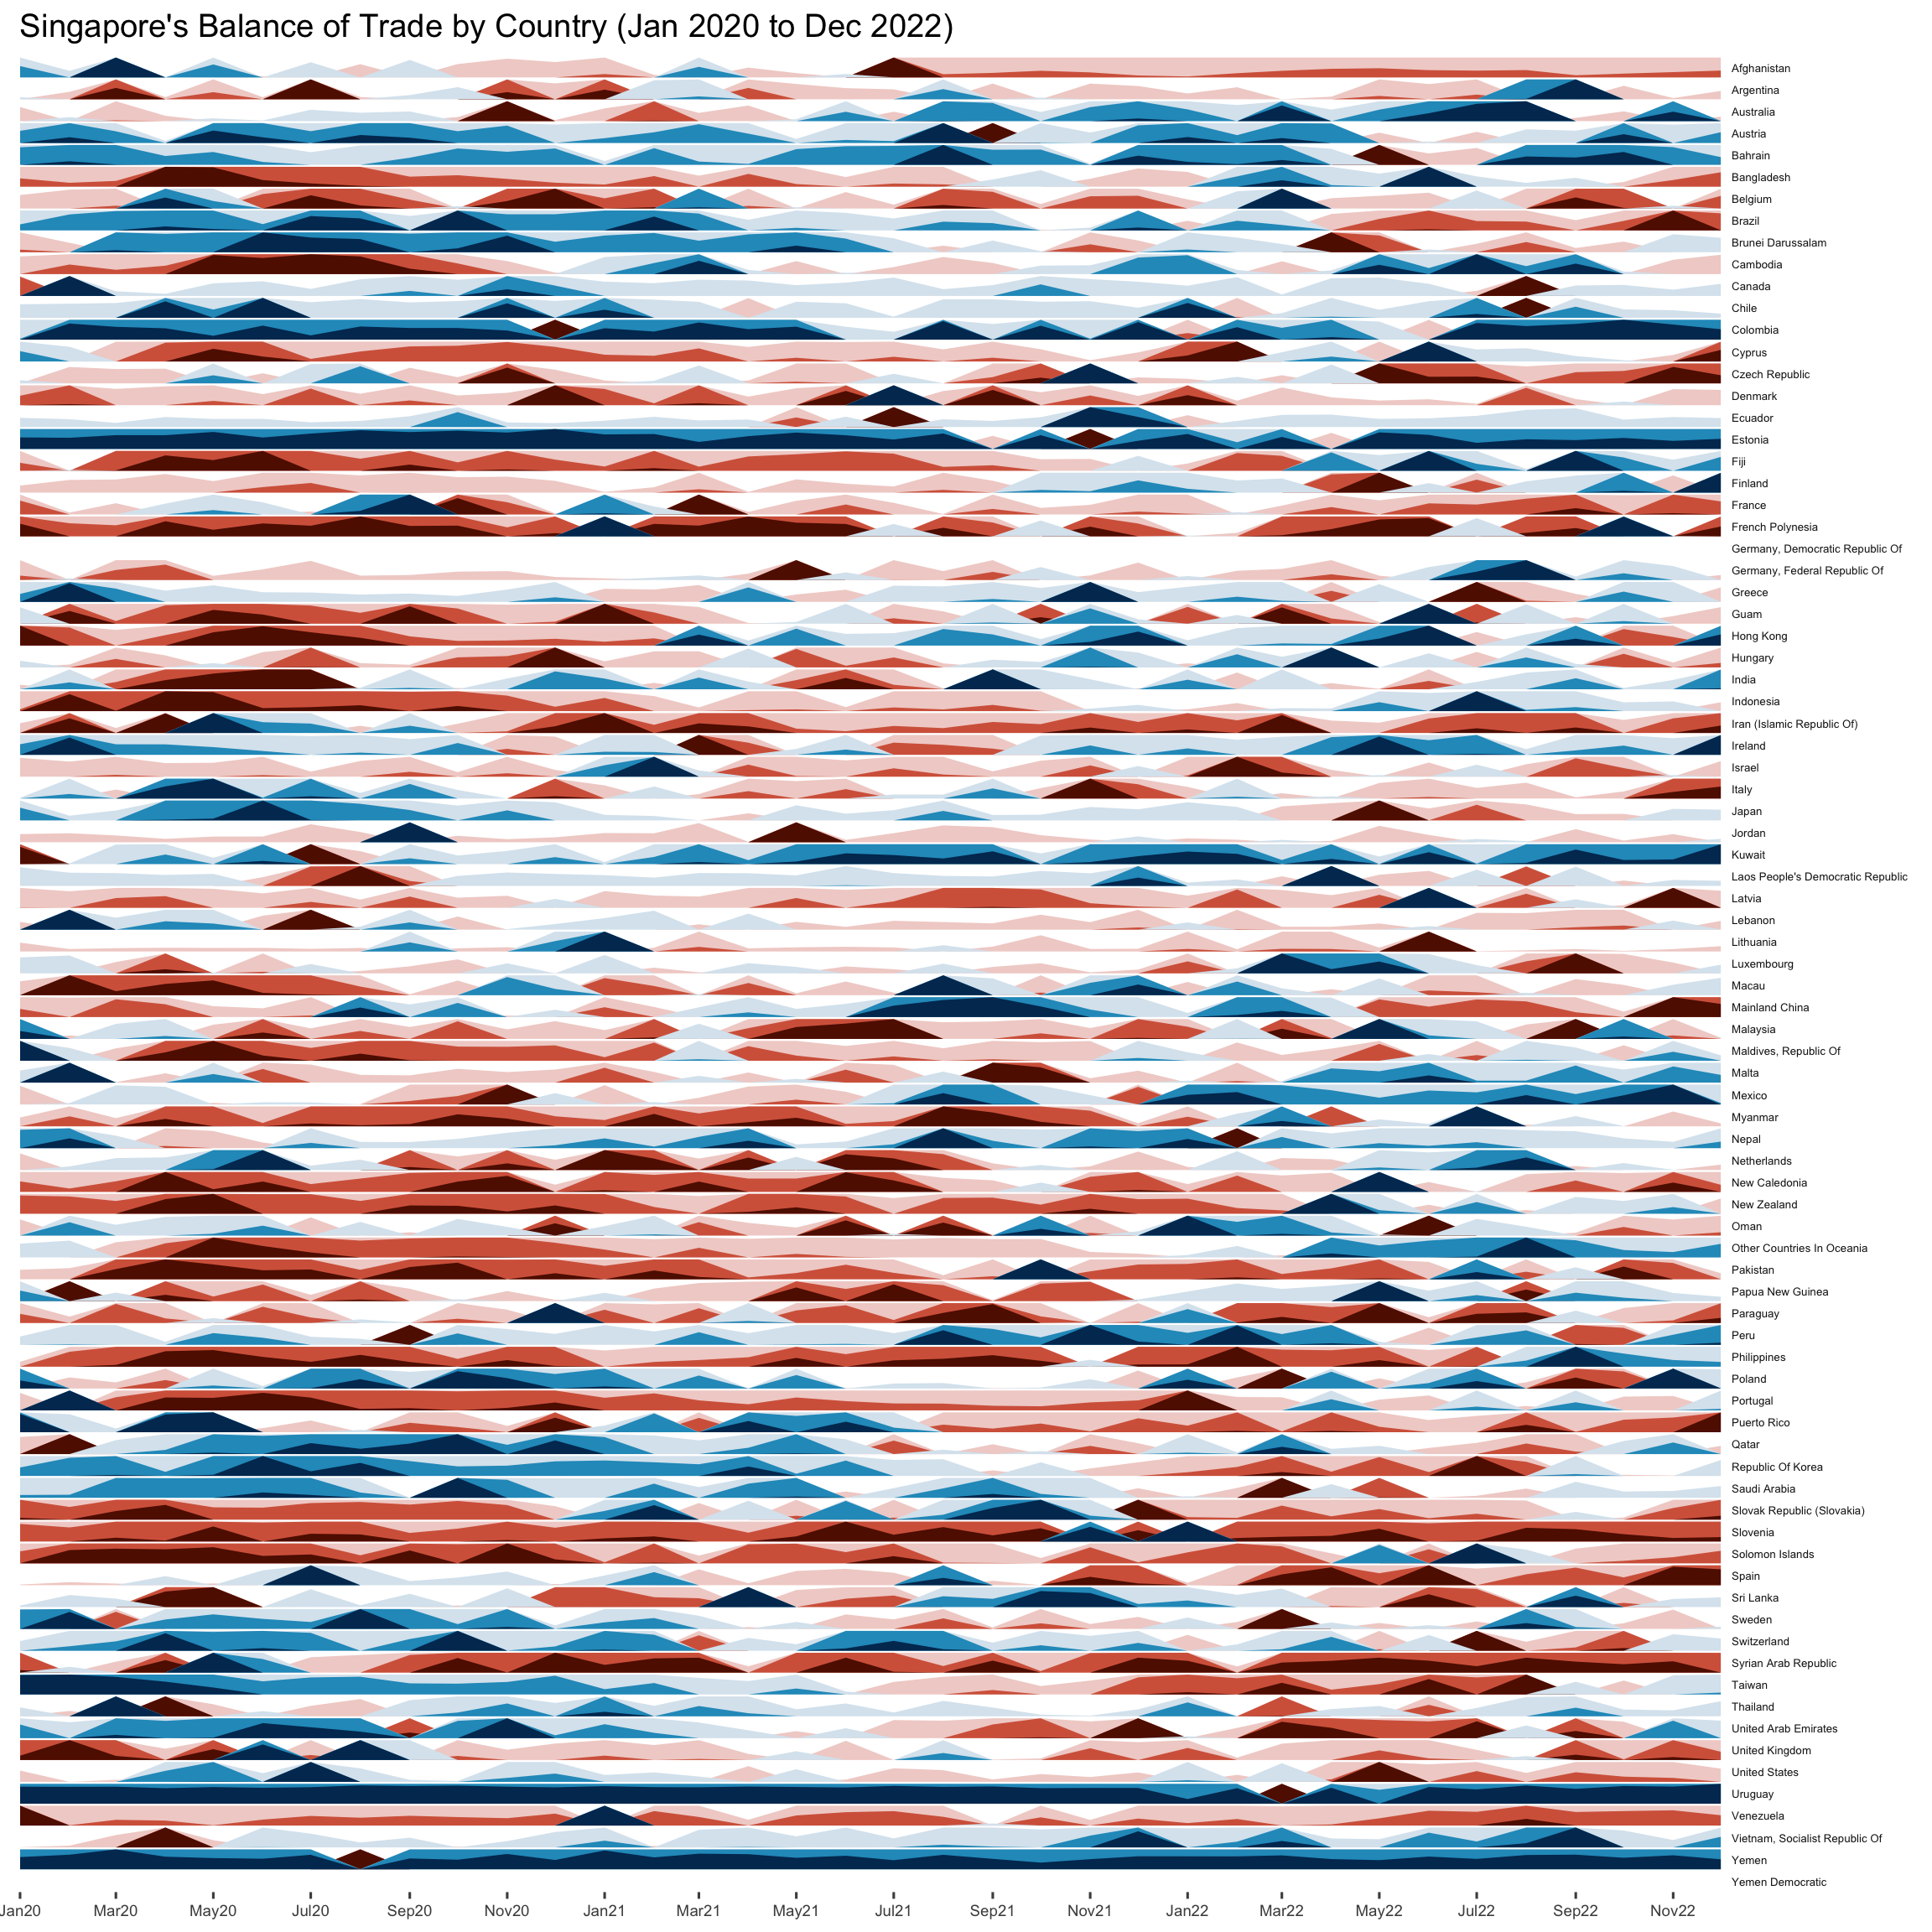 Singapore's Balance of Trade by Country (Jan 2020 to Dec 2022)
Afghanistan
Argentina
Australia
Austria
Bahrain
Bangladesh
Belgium
Brazil
Brunei Darussalam
Cambodia
Canada
Chile
Colombia
Cyprus
Czech Republic
Denmark
Ecuador
Estonia
Fiji
Finland
France
French Polynesia
Germany, Democratic Republic Of
Germany, Federal Republic Of
Greece
Guam
Hong Kong
Hungary
India
Indonesia
Iran (Islamic Republic Of)
Ireland
Israel
Italy
Japan
Jordan
Kuwait
Laos People's Democratic Republic
Latvia
Lebanon
Lithuania
Luxembourg
Macau
Mainland China
Malaysia
Maldives, Republic Of
Malta
Mexico
Myanmar
Nepal
Netherlands
New Caledonia
New Zealand
Oman
Other Countries In Oceania
Pakistan
Papua New Guinea
Paraguay
Peru
Philippines
Poland
Portugal
Puerto Rico
Qatar
Republic Of Korea
Saudi Arabia
Slovak Republic (Slovakia)
Slovenia
Solomon Islands
Spain
Sri Lanka
Sweden
Switzerland
Syrian Arab Republic
Taiwan
Thailand
United Arab Emirates
United Kingdom
United States
Uruguay
Venezuela
Vietnam, Socialist Republic Of
Yemen
Yemen Democratic
Jan20 Mar20 May20 Jul20 Sep20 Nov20 Jan21 Mar21 May21 Jul21 Sep21 Nov21 Jan22 Mar22 May22 Jul22 Sep22 Nov22